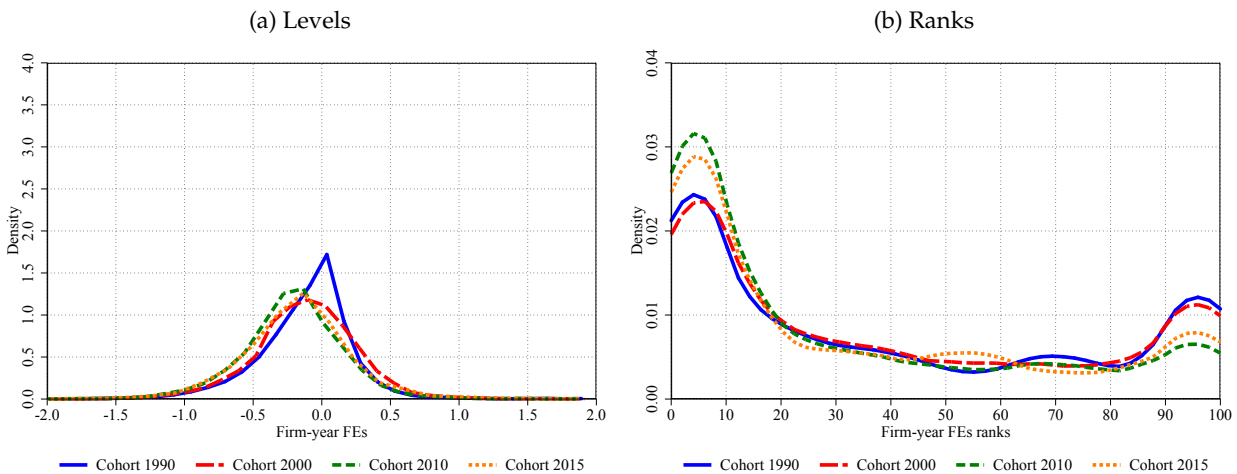 (a) Levels
Density
0.0 0.5 1.0 1.5 2.0 2.5 3.0 3.5 4.0
-2.0 -1.5 -1.0 -0.5 0.0 0.5 1.0 1.5 2.0
Firm-year FEs
Cohort 1990 Cohort 2000 Cohort 2010 Cohort 2015
(b) Ranks
Density
0.00 0.01 0.02 0.03 0.04
0 10 20 30 40 50 60 70 80 90 100
Firm-year FEs ranks
Cohort 1990 Cohort 2000 Cohort 2010 Cohort 2015